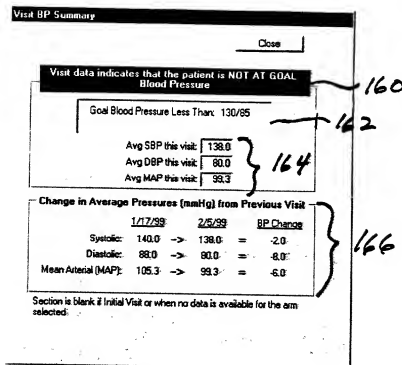 Visit BP Summary
Close
Visit data indicates that the patient is NOT AT GOAL
Blood Pressure
160
Goal Blood Pressure Less Than: 130/85
162
Avg SBP this visit: 138.0
Avg DBP this visit: 80.0
164
Avg MAP this visit: 99.3
Change in Average Pressures (mmHg) from Previous Visit
1/17/99 2/5/99 BP Change
Systolic: 140.0 -> 138.0 = -2.0
Diastolic: 88.0 -> 80.0 = -8.0
166
Mean Arterial (MAP): 105.3 -> 99.3 = -6.0
Section is blank if Initial Visit or when no data is available for the arm
selected.